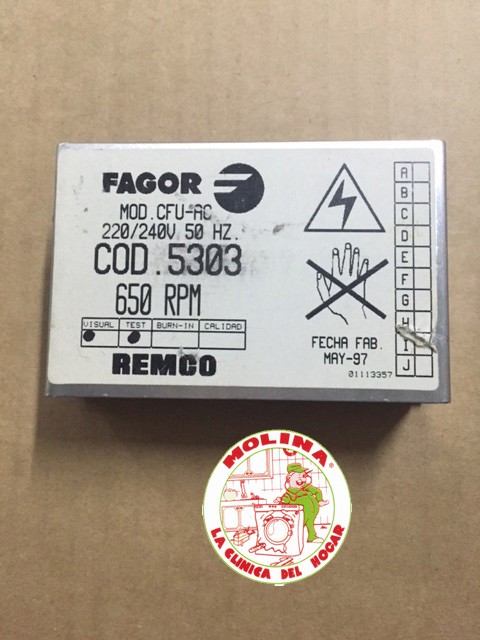 FAGOR
MOD.CFU-AC
220/240V 50 HZ.
COD.5303
650 RPM
VISUAL TEST BURN-IN CALIDAD
REMCO
A
B
C
D
E
F
G
H
I
J
FECHA FAB.
MAY-97
01113357
MOLINA
LA CLINICA DEL HOGAR